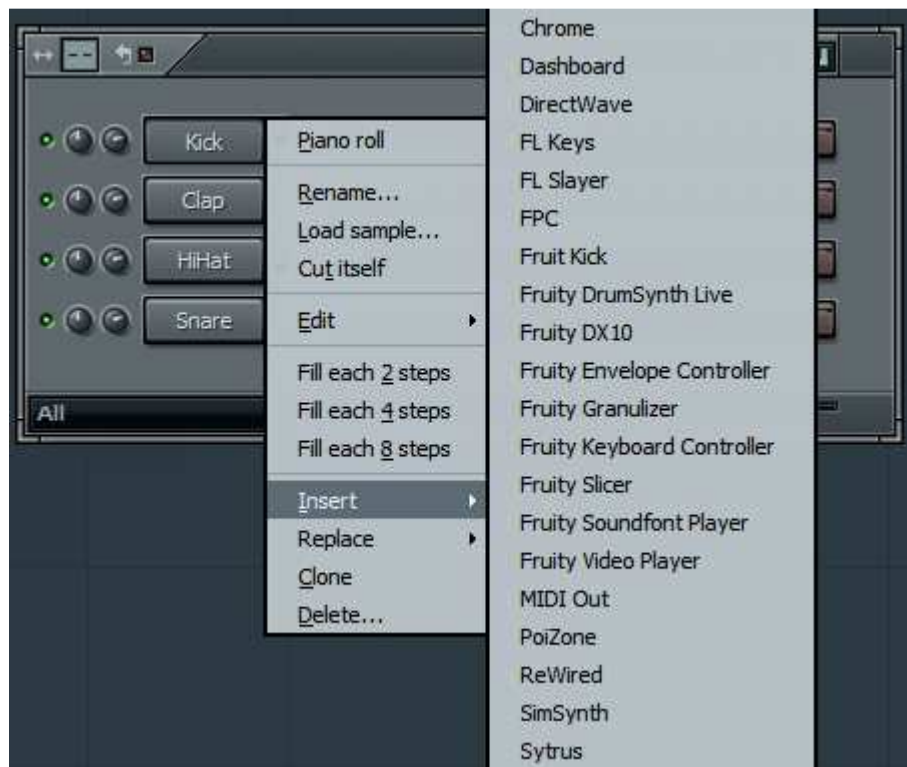 Kick
Clap
HiHat
Snare
All
Piano roll
Rename...
Load sample...
Cut itself
Edit
Fill each 2 steps
Fill each 4 steps
Fill each 8 steps
Insert
Replace
Clone
Delete...
Chrome
Dashboard
DirectWave
FL Keys
FL Slayer
FPC
Fruit Kick
Fruity DrumSynth Live
Fruity DX10
Fruity Envelope Controller
Fruity Granulizer
Fruity Keyboard Controller
Fruity Slicer
Fruity Soundfont Player
Fruity Video Player
MIDI Out
PoiZone
ReWired
SimSynth
Sytrus